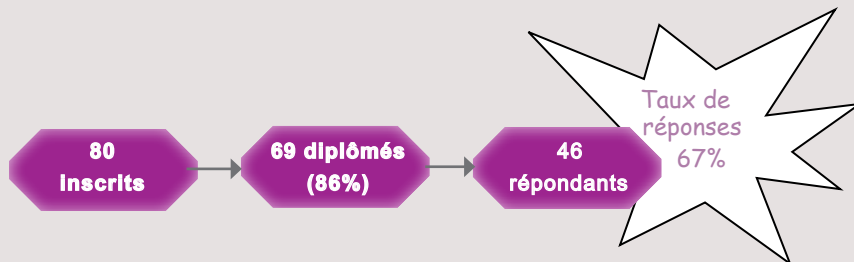 80
inscrits
69 diplômés
(86%)
46
répondants
Taux de
réponses
67%